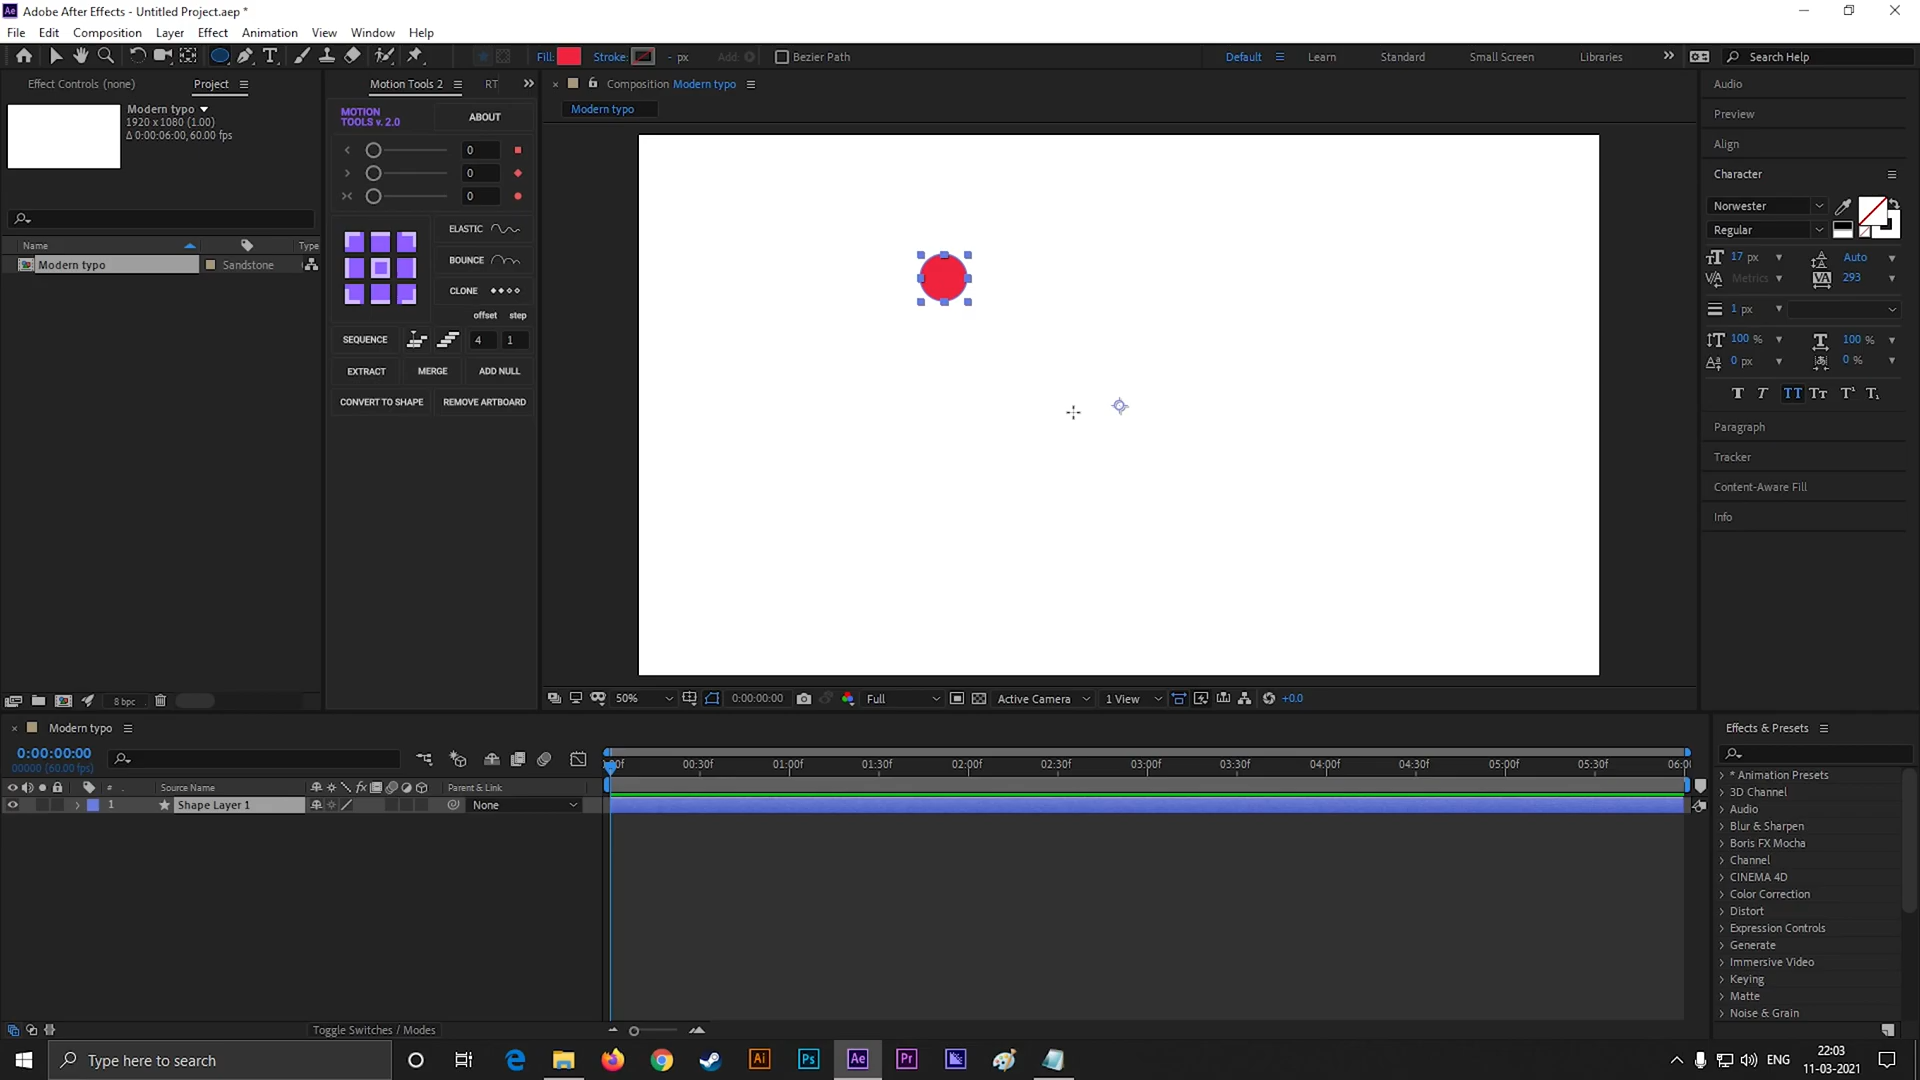 Adobe After Effects - Untitled Project.aep *
File Edit Composition Layer Effect Animation View Window Help
Fill: Stroke: - px Add: Bezier Path Default Learn Standard Small Screen Libraries Search Help
Effect Controls (none) Project Motion Tools 2 RT Composition Modern typo Audio
Modern typo
1920 x 1080 (1.00)
Δ 0:00:06:00, 60.00 fps
MOTION
TOOLS v. 2.0
ABOUT
Modern typo
Preview
Align
Character
0
0
0
Norwester
Regular
ELASTIC
BOUNCE
CLONE
offset step
SEQUENCE 4 1
EXTRACT MERGE ADD NULL
CONVERT TO SHAPE REMOVE ARTBOARD
Name Type
Modern typo Sandstone
17 px Auto
Metrics 293
1 px
100 % 100 %
0 px 0 %
T T TT Tт T¹ T₁
Paragraph
Tracker
Content-Aware Fill
Info
8 bpc
50% 0:00:00:00 Full Active Camera 1 View +0.0
Modern typo
0:00:00:00
00000 (60.00 fps)
:00f 00:30f 01:00f 01:30f 02:00f 02:30f 03:00f 03:30f 04:00f 04:30f 05:00f 05:30f 06:00
# Source Name Parent & Link
1 Shape Layer 1 None
Effects & Presets
* Animation Presets
3D Channel
Audio
Blur & Sharpen
Boris FX Mocha
Channel
CINEMA 4D
Color Correction
Distort
Expression Controls
Generate
Immersive Video
Keying
Matte
Noise & Grain
Toggle Switches / Modes
Type here to search
Ai Ps Ae Pr
ENG
22:03
11-03-2021